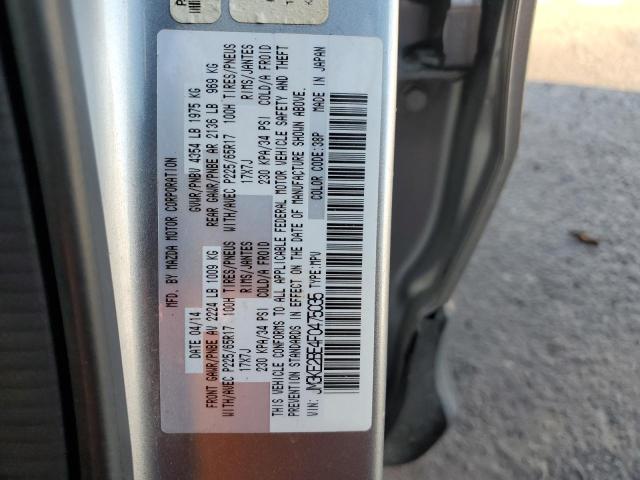 MFD. BY MAZDA MOTOR CORPORATION
DATE 04/14 GVWR/PNBV 4354 LB 1975 KG
FRONT GAWR/PNBE AV 2224 LB 1009 KG REAR GAWR/PNBE AR 2136 LB 969 KG
WITH/AVEC P225/65R17 100H TIRES/PNEUS WITH/AVEC P225/65R17 100H TIRES/PNEUS
17X7J RIMS/JANTES 17X7J RIMS/JANTES
230 KPA/34 PSI COLD/A FROID 230 KPA/34 PSI COLD/A FROID
THIS VEHICLE CONFORMS TO ALL APPLICABLE FEDERAL MOTOR VEHICLE SAFETY AND THEFT
PREVENTION STANDARDS IN EFFECT ON THE DATE OF MANUFACTURE SHOWN ABOVE.
VIN: JM3KE2BE4F0475035 TYPE:MPV COLOR CODE:38P MADE IN JAPAN